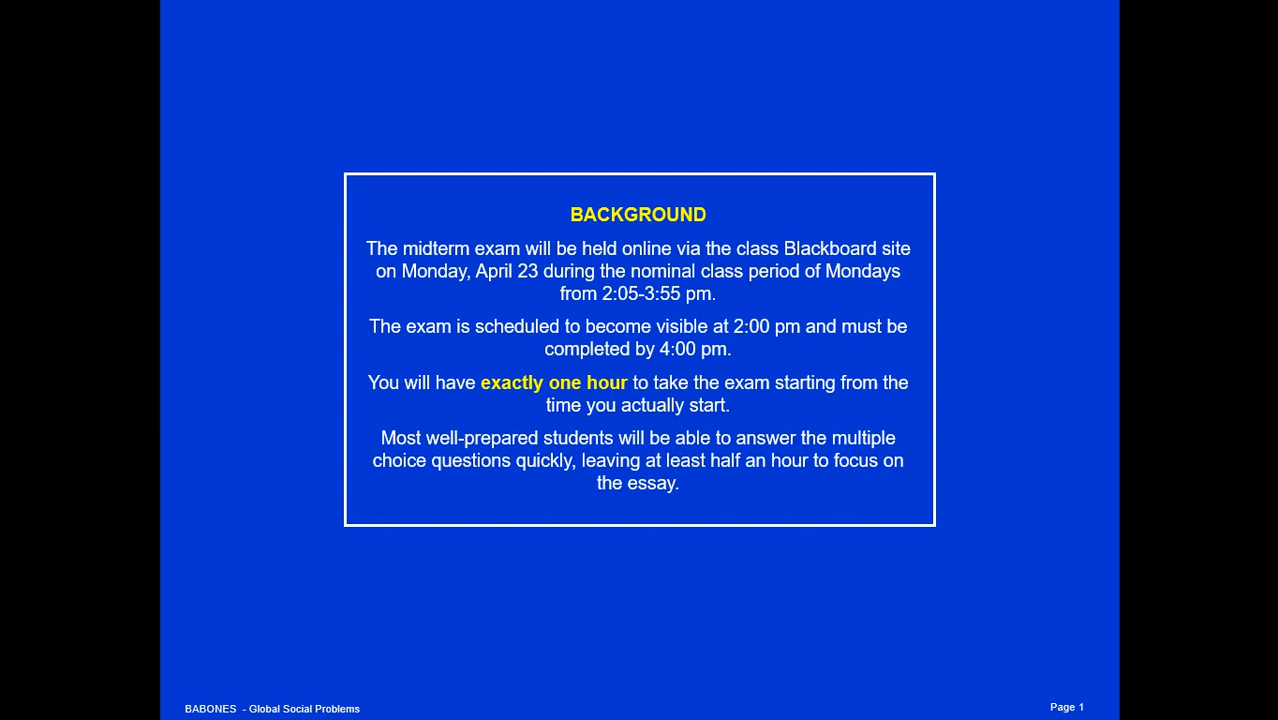 BACKGROUND
The midterm exam will be held online via the class Blackboard site
on Monday, April 23 during the nominal class period of Mondays
from 2:05-3:55 pm.
The exam is scheduled to become visible at 2:00 pm and must be
completed by 4:00 pm.
You will have exactly one hour to take the exam starting from the
time you actually start.
Most well-prepared students will be able to answer the multiple
choice questions quickly, leaving at least half an hour to focus on
the essay.
BABONES - Global Social Problems
Page 1